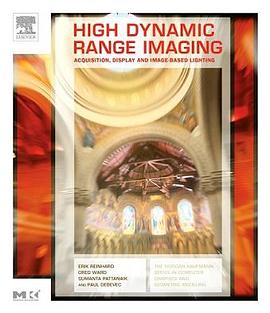 ELSEVIER
HIGH DYNAMIC
RANGE IMAGING
ACQUISITION, DISPLAY AND IMAGE-BASED LIGHTING
ERIK REINHARD
GREG WARD
SUMANTA PATTANAIK
AND PAUL DEBEVEC
THE MORGAN KAUFMANN
SERIES IN COMPUTER
GRAPHICS AND
GEOMETRIC MODELING
M K